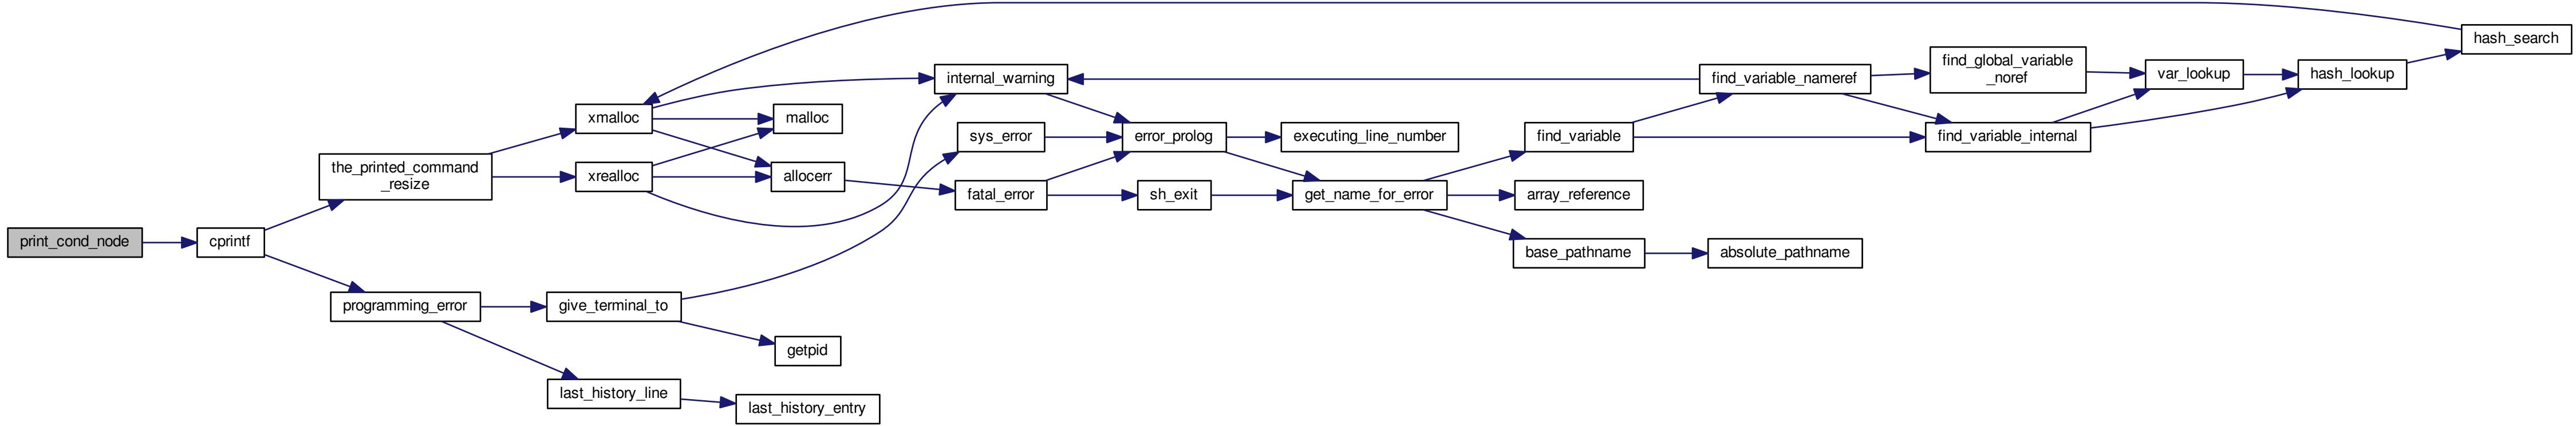 print_cond_node
cprintf
the_printed_command
_resize
programming_error
xmalloc
xrealloc
give_terminal_to
last_history_line
malloc
allocerr
getpid
last_history_entry
internal_warning
sys_error
fatal_error
error_prolog
sh_exit
executing_line_number
get_name_for_error
find_variable
array_reference
base_pathname
find_variable_nameref
absolute_pathname
find_global_variable
_noref
find_variable_internal
var_lookup
hash_lookup
hash_search